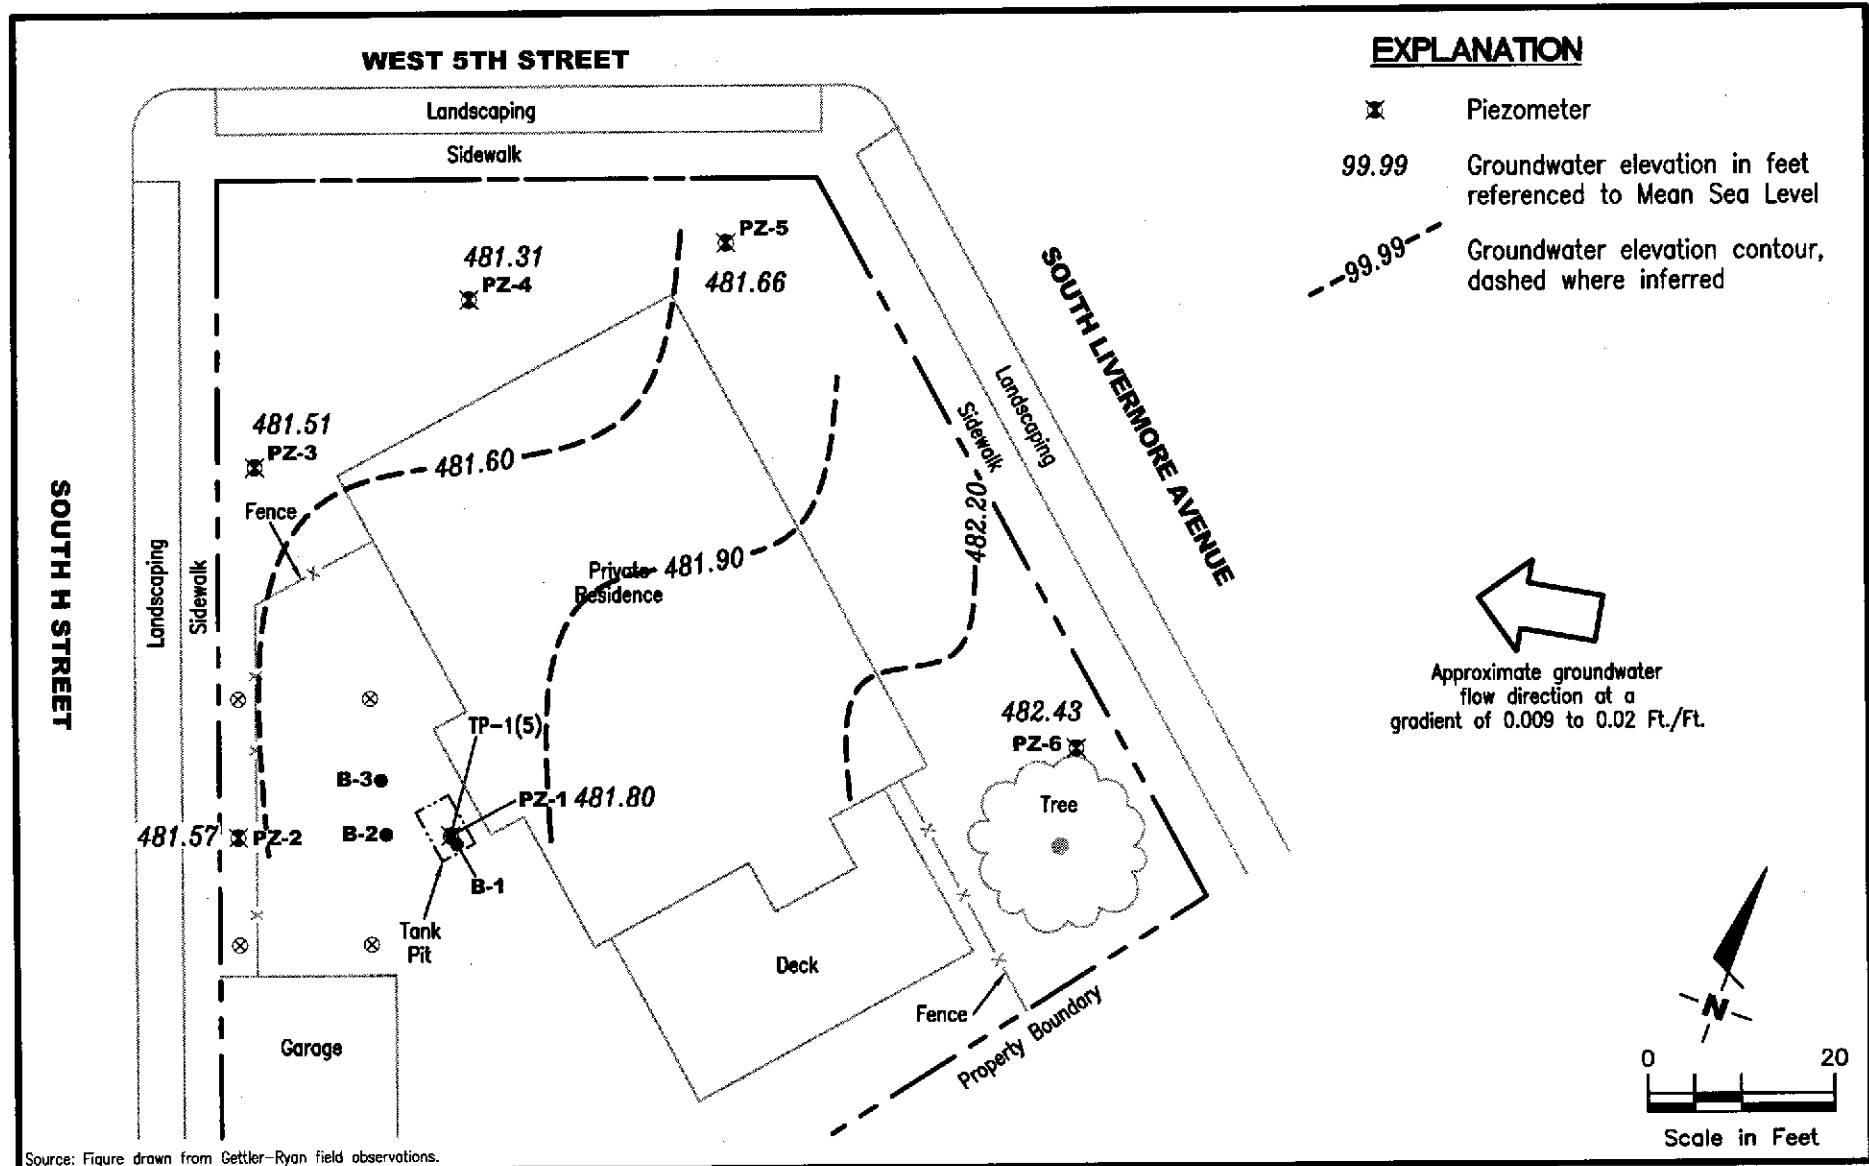 WEST 5TH STREET
Landscaping
Sidewalk
EXPLANATION
Piezometer
99.99
Groundwater elevation in feet
referenced to Mean Sea Level
99.99
Groundwater elevation contour,
dashed where inferred
PZ-5
481.66
481.31
PZ-4
SOUTH LIVERMORE AVENUE
Landscaping
Sidewalk
481.51
PZ-3
481.60
Fence
482.20
SOUTH H STREET
Landscaping
Sidewalk
481.90
Private
Residence
Approximate groundwater
flow direction at a
gradient of 0.009 to 0.02 Ft./Ft.
482.43
PZ-6
TP-1(5)
B-3
PZ-1 481.80
Tree
481.57
PZ-2
B-2
B-1
Tank
Pit
Deck
Fence
Property Boundary
Garage
N
0 20
Scale in Feet
Source: Figure drawn from Gettler-Ryan field observations.